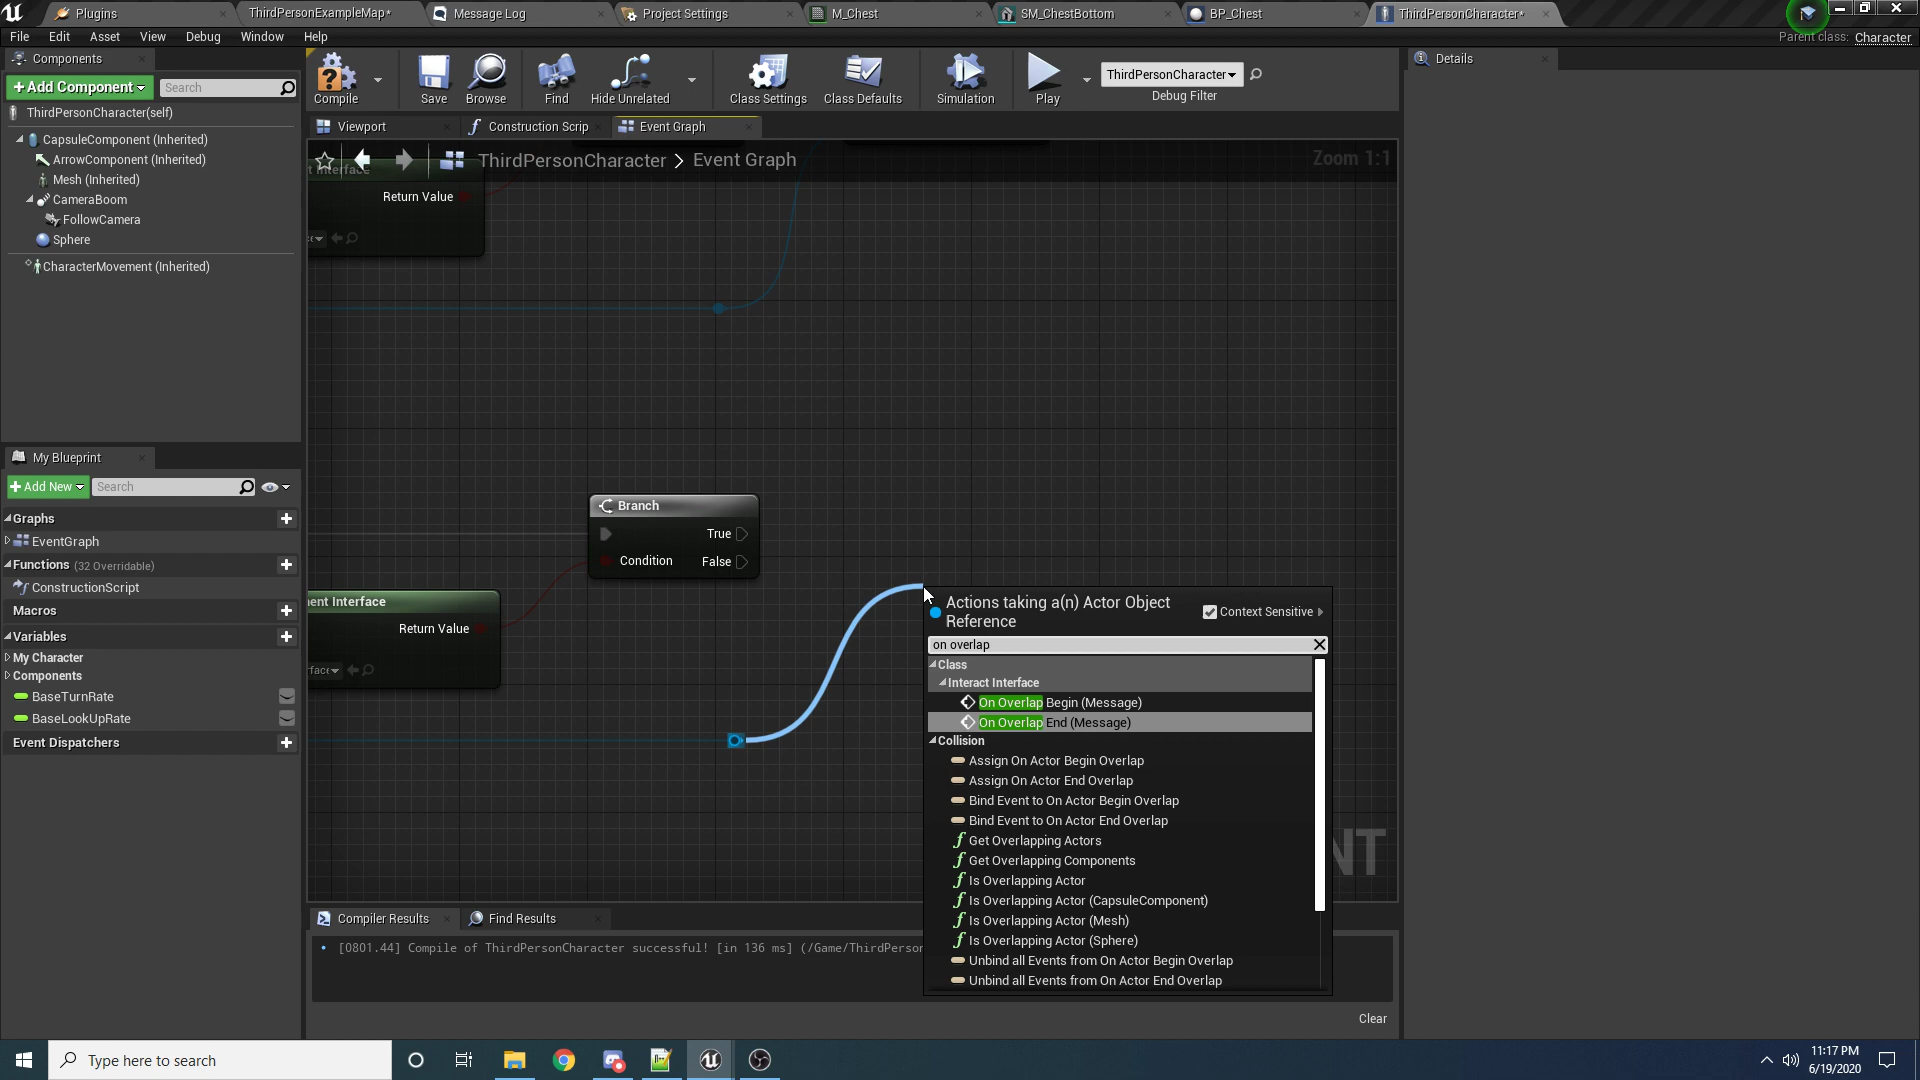 Plugins
ThirdPersonExampleMap*
Message Log
Project Settings
M_Chest
SM_ChestBottom
BP_Chest
ThirdPersonCharacter*
File Edit Asset View Debug Window Help
Parent class: Character
Components
+Add Component
Search
ThirdPersonCharacter(self)
CapsuleComponent (Inherited)
ArrowComponent (Inherited)
Mesh (Inherited)
CameraBoom
FollowCamera
Sphere
CharacterMovement (Inherited)
Compile
Save
Browse
Find
Hide Unrelated
Class Settings
Class Defaults
Simulation
Play
ThirdPersonCharacter
Debug Filter
Details
Viewport
Construction Scrip
Event Graph
ThirdPersonCharacter > Event Graph
Zoom 1:1
Return Value
Branch
True
Condition
False
ent Interface
Return Value
face
Actions taking a(n) Actor Object
Reference
Context Sensitive
on overlap
Class
Interact Interface
On Overlap Begin (Message)
On Overlap End (Message)
Collision
Assign On Actor Begin Overlap
Assign On Actor End Overlap
Bind Event to On Actor Begin Overlap
Bind Event to On Actor End Overlap
Get Overlapping Actors
Get Overlapping Components
Is Overlapping Actor
Is Overlapping Actor (CapsuleComponent)
Is Overlapping Actor (Mesh)
Is Overlapping Actor (Sphere)
Unbind all Events from On Actor Begin Overlap
Unbind all Events from On Actor End Overlap
NT
My Blueprint
+Add New
Search
Graphs
EventGraph
Functions (32 Overridable)
ConstructionScript
Macros
Variables
My Character
Components
BaseTurnRate
BaseLookUpRate
Event Dispatchers
Compiler Results
Find Results
[0801.44] Compile of ThirdPersonCharacter successful! [in 136 ms] (/Game/ThirdPerson
Clear
Type here to search
11:17 PM
6/19/2020